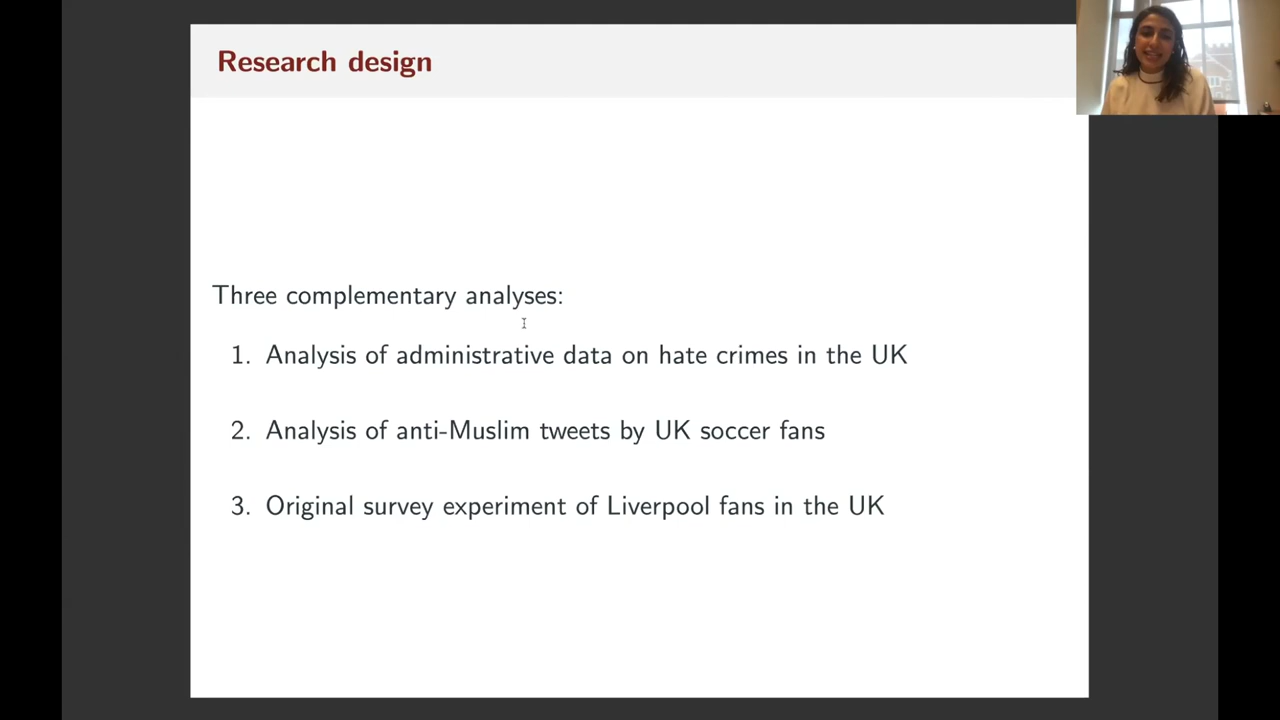 Research design
Three complementary analyses:
1. Analysis of administrative data on hate crimes in the UK
2. Analysis of anti-Muslim tweets by UK soccer fans
3. Original survey experiment of Liverpool fans in the UK